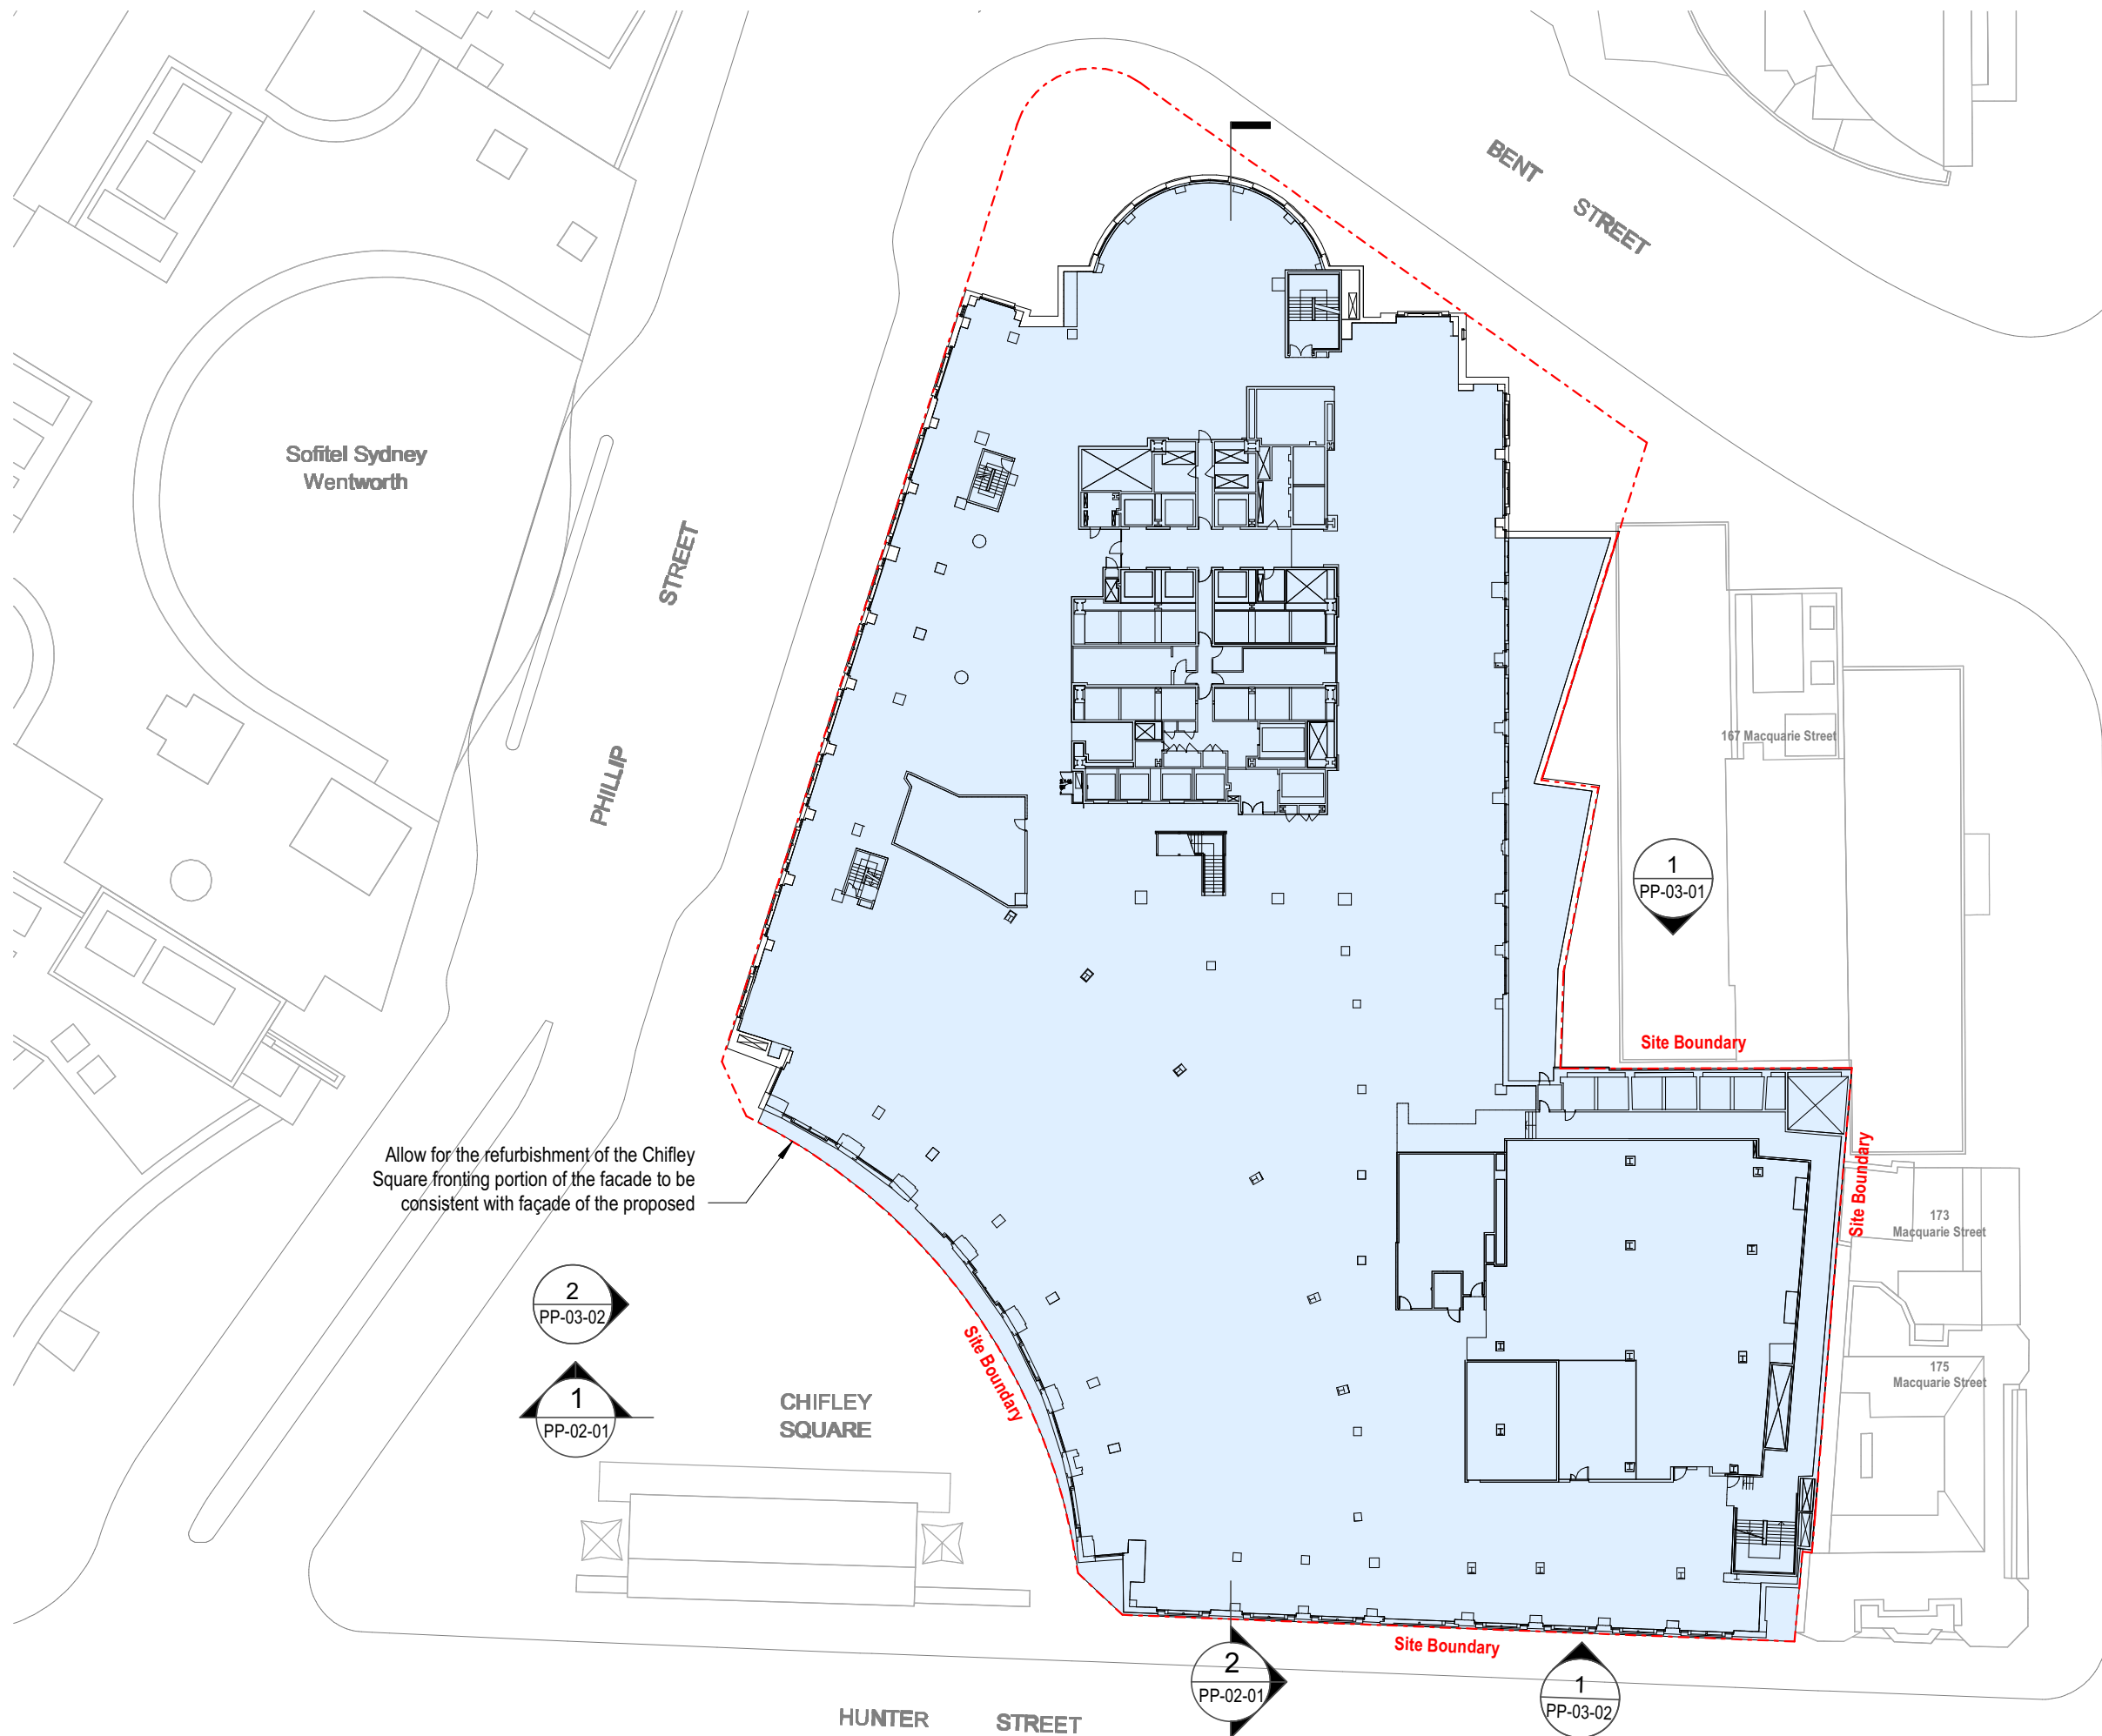 BENT
STREET
Sofitel Sydney
Wentworth
STREET
PHILLIP
167 Macquarie Street
1
PP-03-01
Site Boundary
Site Boundary
Allow for the refurbishment of the Chifley
Square fronting portion of the facade to be
consistent with façade of the proposed
173
Macquarie Street
2
PP-03-02
Site Boundary
175
Macquarie Street
1
PP-02-01
CHIFLEY
SQUARE
Site Boundary
2
PP-02-01
1
PP-03-02
HUNTER STREET